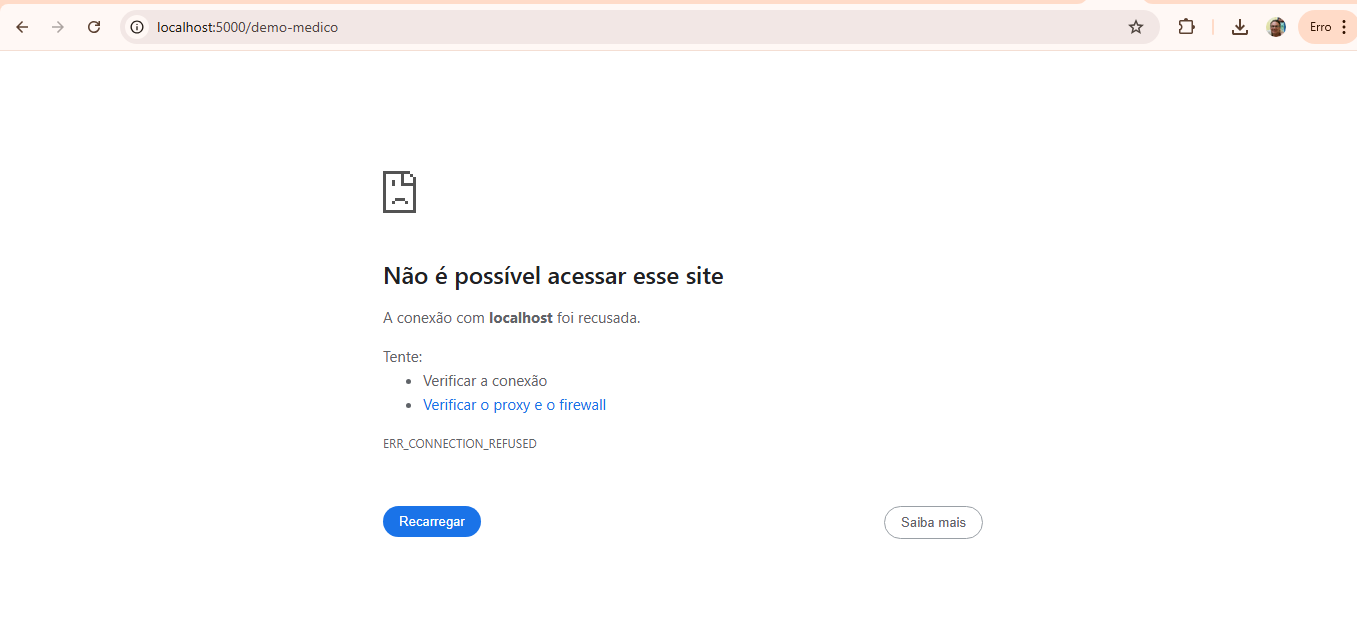 localhost:5000/demo-medico
Erro
Não é possível acessar esse site
A conexão com localhost foi recusada.
Tente:
Verificar a conexão
Verificar o proxy e o firewall
ERR_CONNECTION_REFUSED
Recarregar
Saiba mais